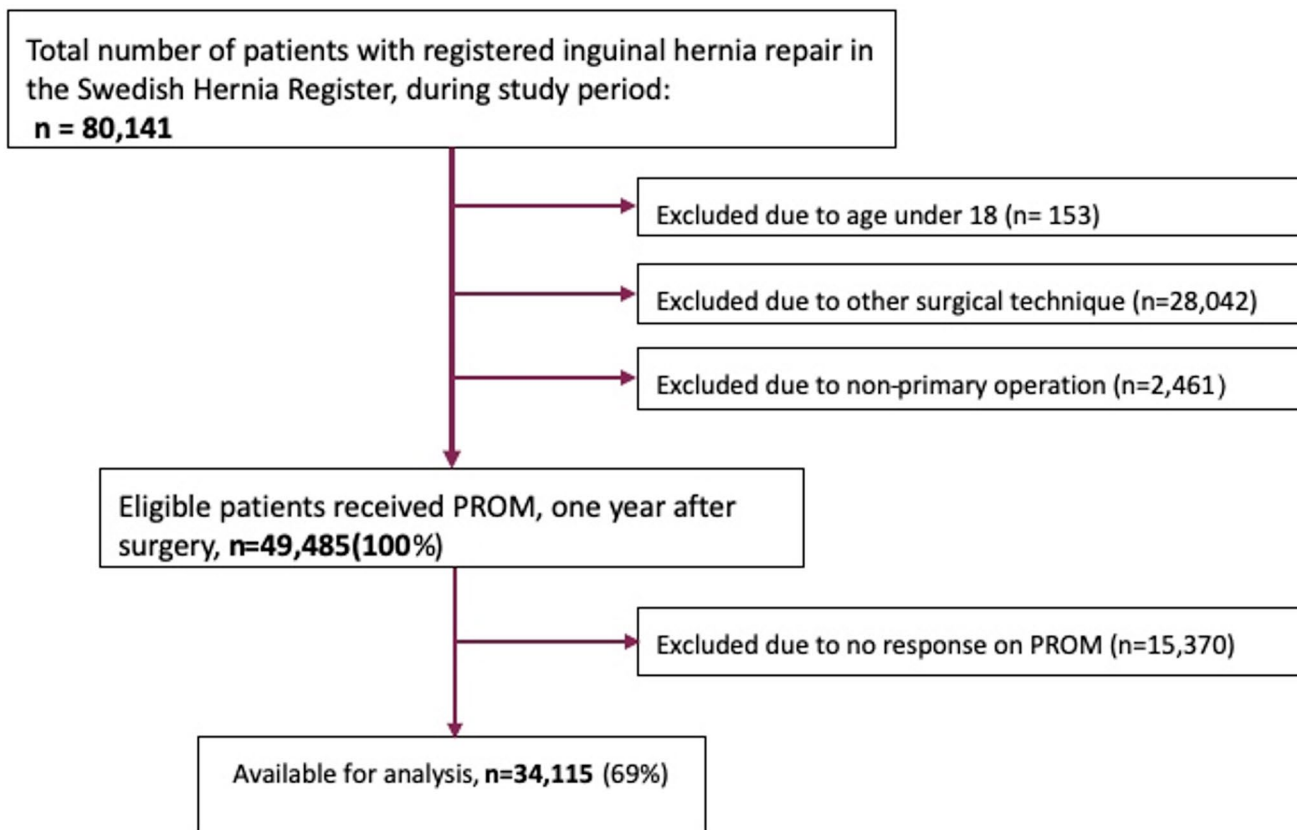 Total number of patients with registered inguinal hernia repair in
the Swedish Hernia Register, during study period:
n = 80,141
Excluded due to age under 18 (n= 153)
Excluded due to other surgical technique (n=28,042)
Excluded due to non-primary operation (n=2,461)
Eligible patients received PROM, one year after
surgery, n=49,485(100%)
Excluded due to no response on PROM (n=15,370)
Available for analysis, n=34,115 (69%)